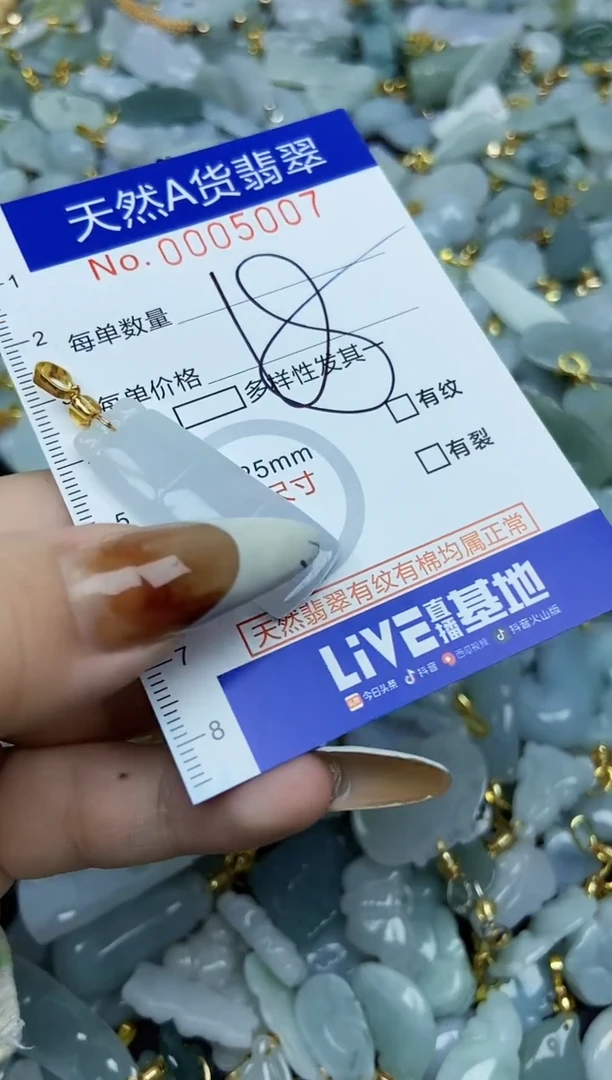 天然A货翡翠
No.0005007
每单数量
18
每单价格
多样性发其一
有纹
25mm
尺寸
有裂
天然翡翠有纹有棉均属正常
LiVE直播基地
今日头条 抖音 西瓜视频 抖音火山版
1
2
5
7
8